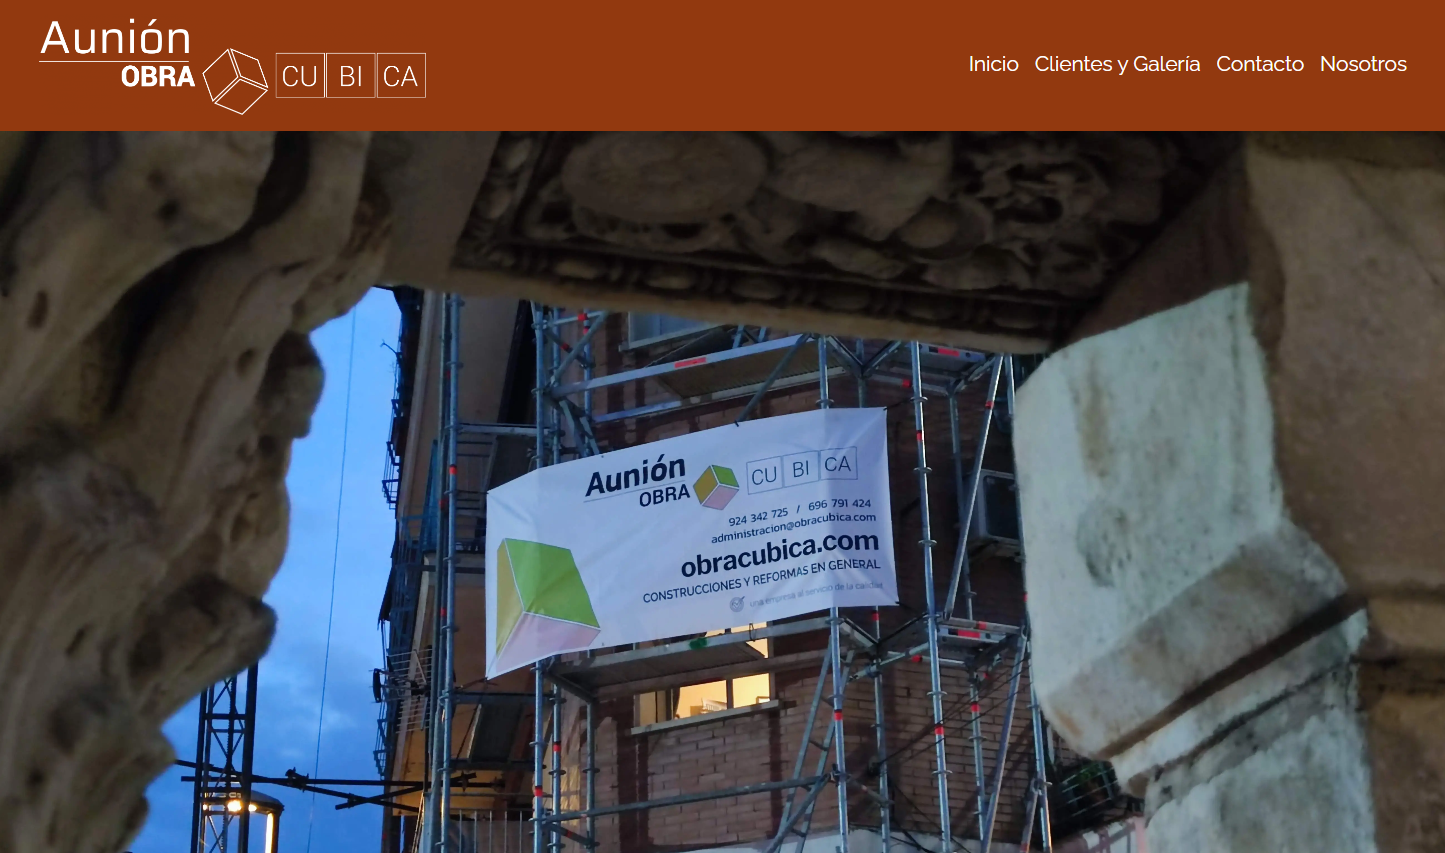 Aunión
OBRA CU BI CA
Inicio Clientes y Galería Contacto Nosotros
Aunión
OBRA CU BI CA
924 342 725 / 696 791 424
administracion@obracubica.com
obracubica.com
CONSTRUCCIONES Y REFORMAS EN GENERAL
una empresa al servicio de la calidad